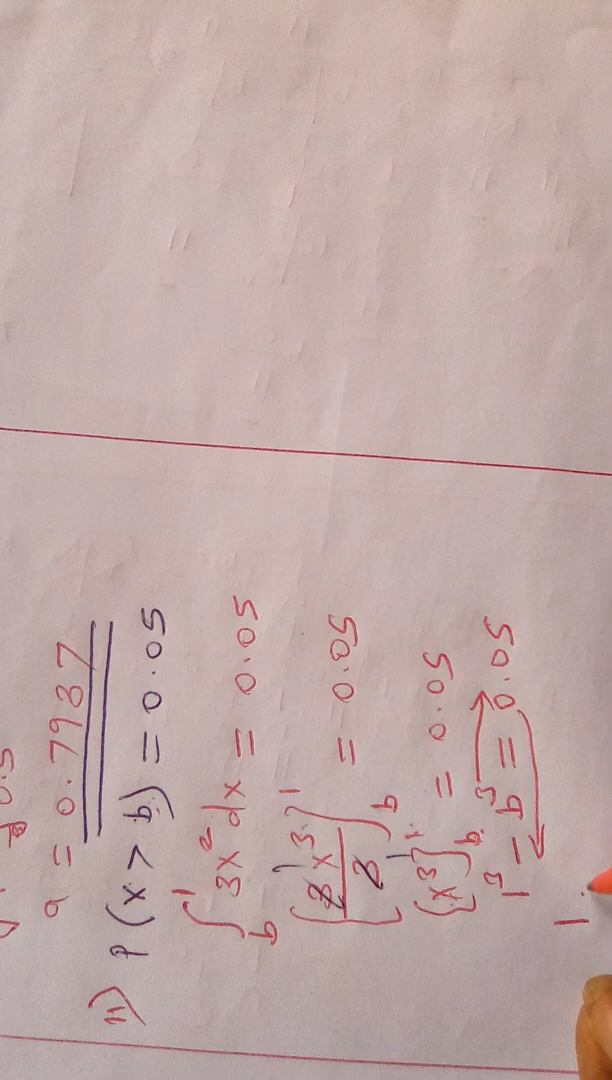 a = 0.7937
ii) P(x > b) = 0.05
∫_b^1 3x² dx = 0.05
[3x³/3]_b^1 = 0.05
[x³]_b^1 = 0.05
1³ - b³ = 0.05
1